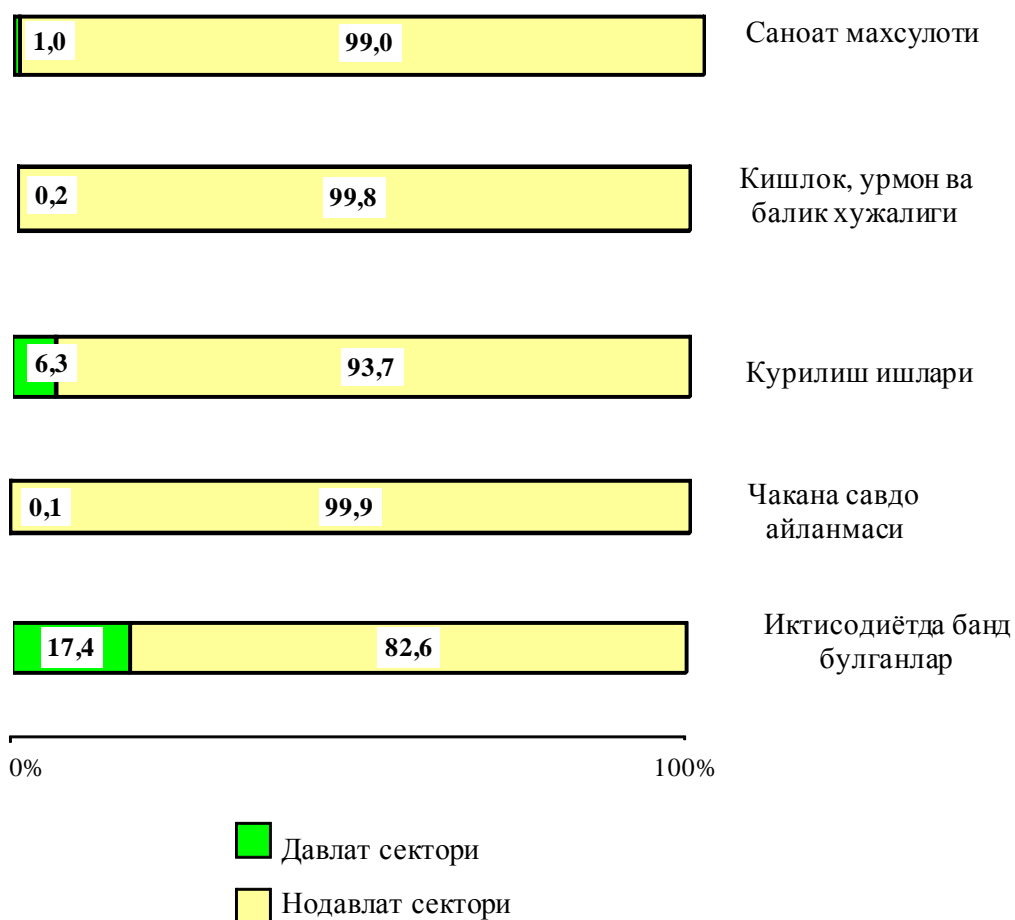 1,0 99,0 Саноат махсулоти
0,2 99,8 Кишлок, урмон ва
балик хужалиги
6,3 93,7 Курилиш ишлари
0,1 99,9 Чакана савдо
айланмаси
17,4 82,6 Иктисодиётда банд
булганлар
0% 100%
Давлат сектори
Нодавлат сектори